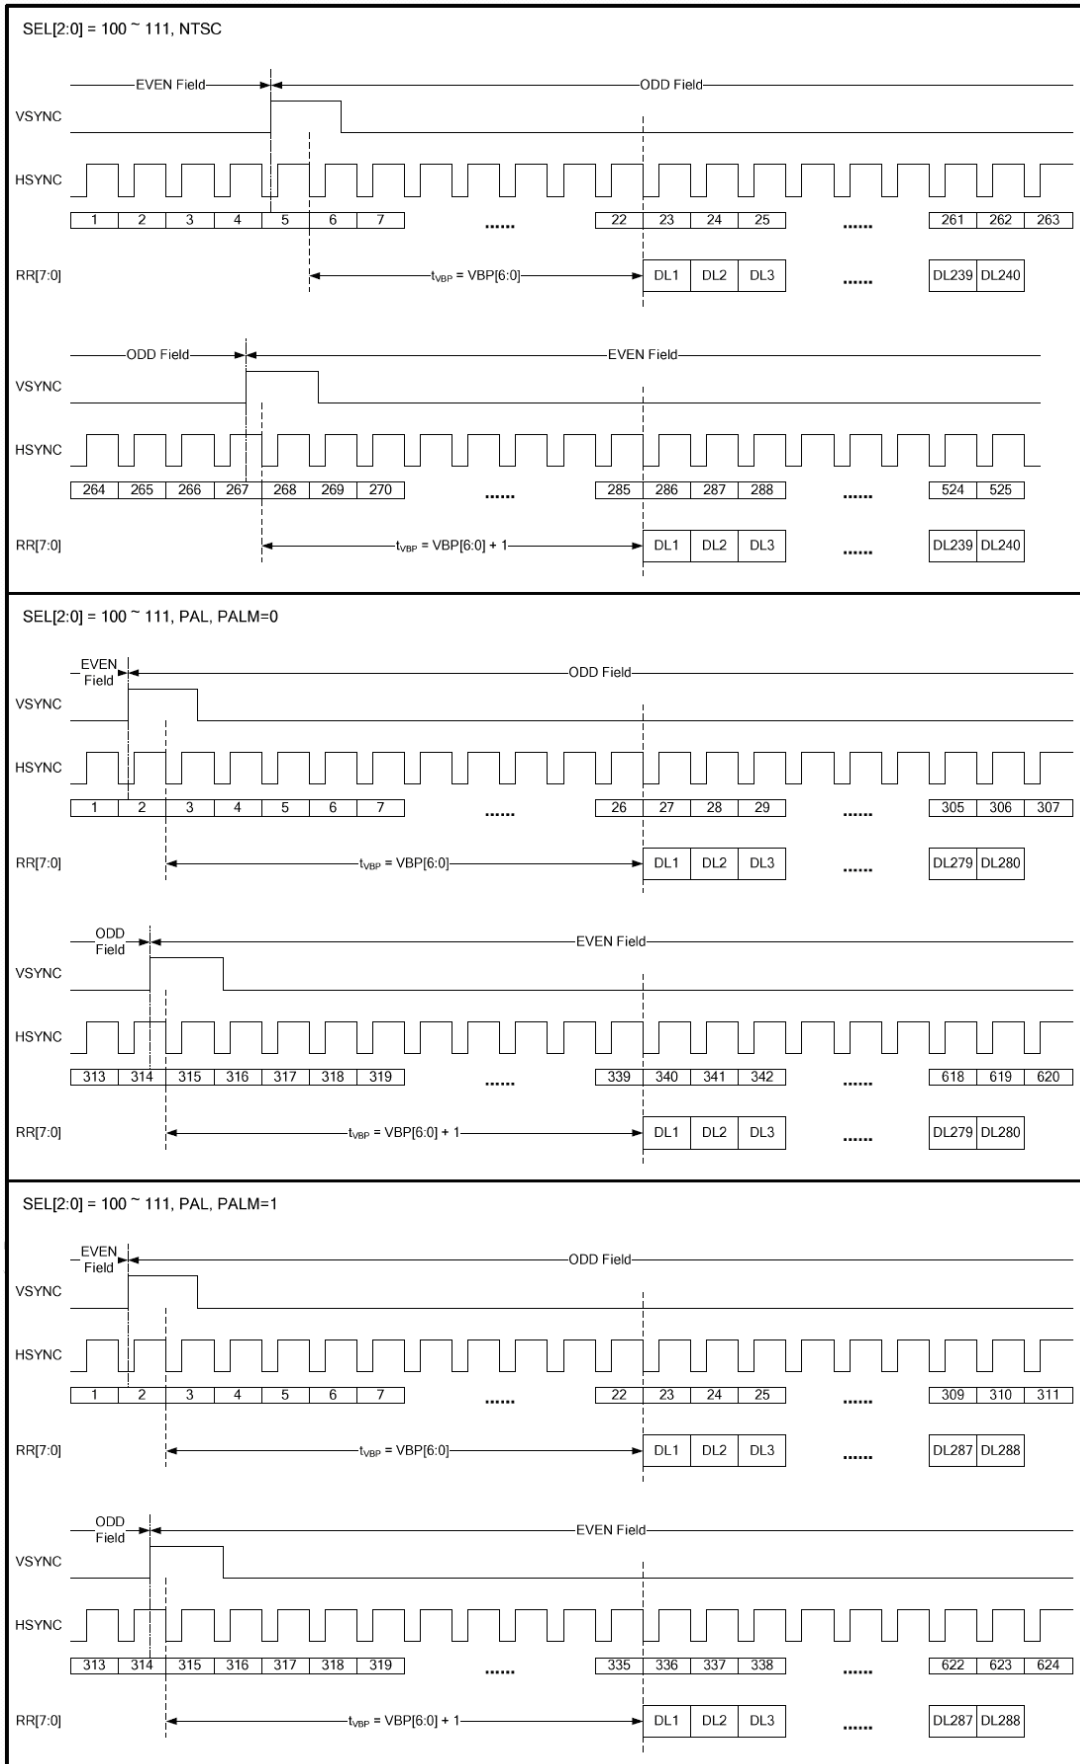 SEL[2:0] = 100 ~ 111, NTSC
EVEN Field ODD Field
VSYNC
HSYNC
1 2 3 4 5 6 7 ...... 22 23 24 25 ...... 261 262 263
RR[7:0] tVBP = VBP[6:0] DL1 DL2 DL3 ...... DL239 DL240
ODD Field EVEN Field
VSYNC
HSYNC
264 265 266 267 268 269 270 ...... 285 286 287 288 ...... 524 525
RR[7:0] tVBP = VBP[6:0] + 1 DL1 DL2 DL3 ...... DL239 DL240
SEL[2:0] = 100 ~ 111, PAL, PALM=0
EVEN
Field
ODD Field
VSYNC
HSYNC
1 2 3 4 5 6 7 ...... 26 27 28 29 ...... 305 306 307
RR[7:0] tVBP = VBP[6:0] DL1 DL2 DL3 ...... DL279 DL280
ODD
Field
EVEN Field
VSYNC
HSYNC
313 314 315 316 317 318 319 ...... 339 340 341 342 ...... 618 619 620
RR[7:0] tVBP = VBP[6:0] + 1 DL1 DL2 DL3 ...... DL279 DL280
SEL[2:0] = 100 ~ 111, PAL, PALM=1
EVEN
Field
ODD Field
VSYNC
HSYNC
1 2 3 4 5 6 7 ...... 22 23 24 25 ...... 309 310 311
RR[7:0] tVBP = VBP[6:0] DL1 DL2 DL3 ...... DL287 DL288
ODD
Field
EVEN Field
VSYNC
HSYNC
313 314 315 316 317 318 319 ...... 335 336 337 338 ...... 622 623 624
RR[7:0] tVBP = VBP[6:0] + 1 DL1 DL2 DL3 ...... DL287 DL288